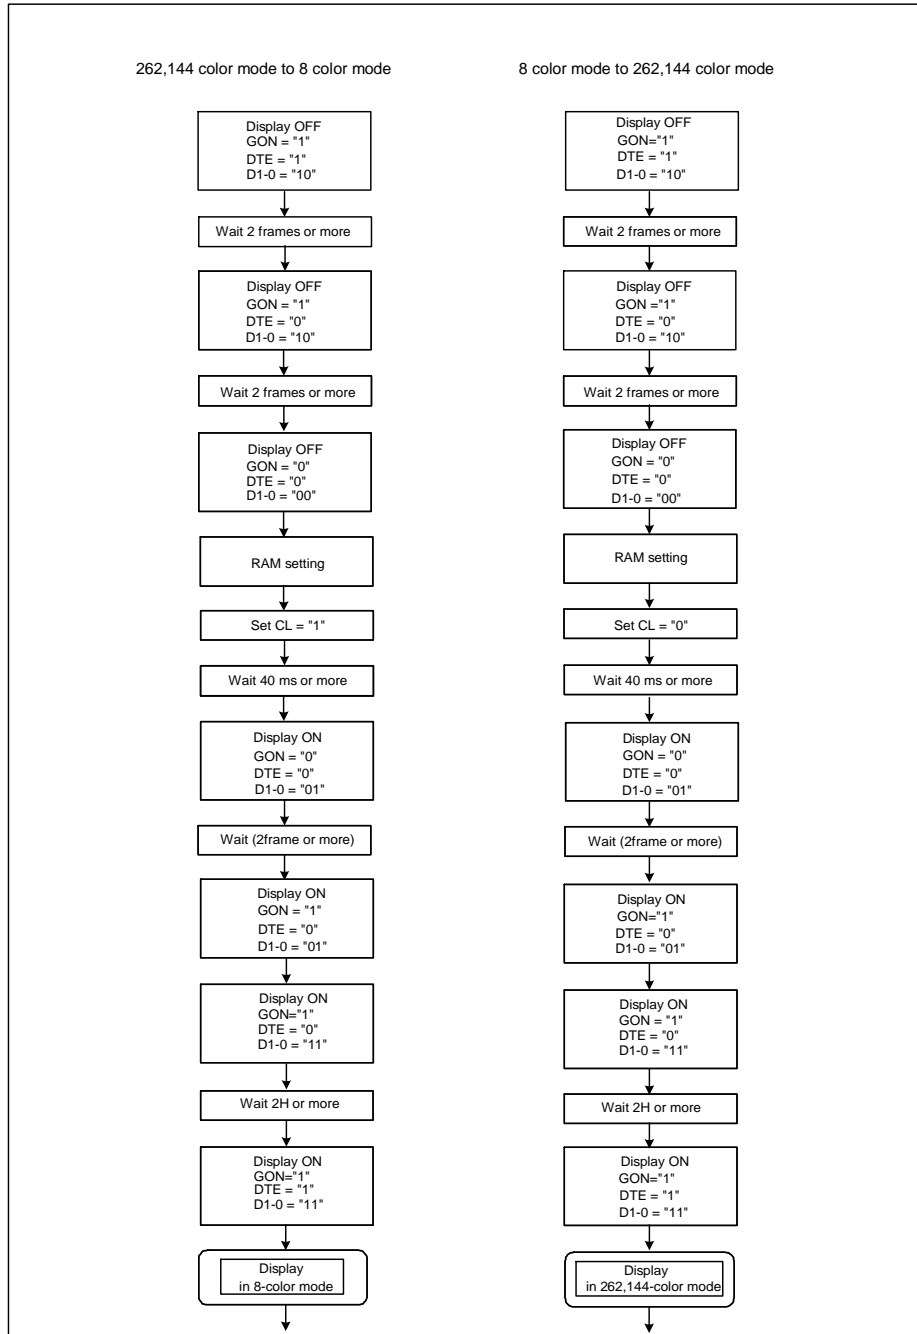 262,144 color mode to 8 color mode
Display OFF
GON = "1"
DTE = "1"
D1-0 = "10"
Wait 2 frames or more
Display OFF
GON = "1"
DTE = "0"
D1-0 = "10"
Wait 2 frames or more
Display OFF
GON = "0"
DTE = "0"
D1-0 = "00"
RAM setting
Set CL = "1"
Wait 40 ms or more
Display ON
GON = "0"
DTE = "0"
D1-0 = "01"
Wait (2frame or more)
Display ON
GON = "1"
DTE = "0"
D1-0 = "01"
Display ON
GON="1"
DTE = "0"
D1-0 = "11"
Wait 2H or more
Display ON
GON="1"
DTE = "1"
D1-0 = "11"
Display
in 8-color mode
8 color mode to 262,144 color mode
Display OFF
GON="1"
DTE = "1"
D1-0 = "10"
Wait 2 frames or more
Display OFF
GON = "1"
DTE = "0"
D1-0 = "10"
Wait 2 frames or more
Display OFF
GON = "0"
DTE = "0"
D1-0 = "00"
RAM setting
Set CL = "0"
Wait 40 ms or more
Display ON
GON = "0"
DTE = "0"
D1-0 = "01"
Wait (2frame or more)
Display ON
GON="1"
DTE = "0"
D1-0 = "01"
Display ON
GON = "1"
DTE = "0"
D1-0 = "11"
Wait 2H or more
Display ON
GON="1"
DTE = "1"
D1-0 = "11"
Display
in 262,144-color mode